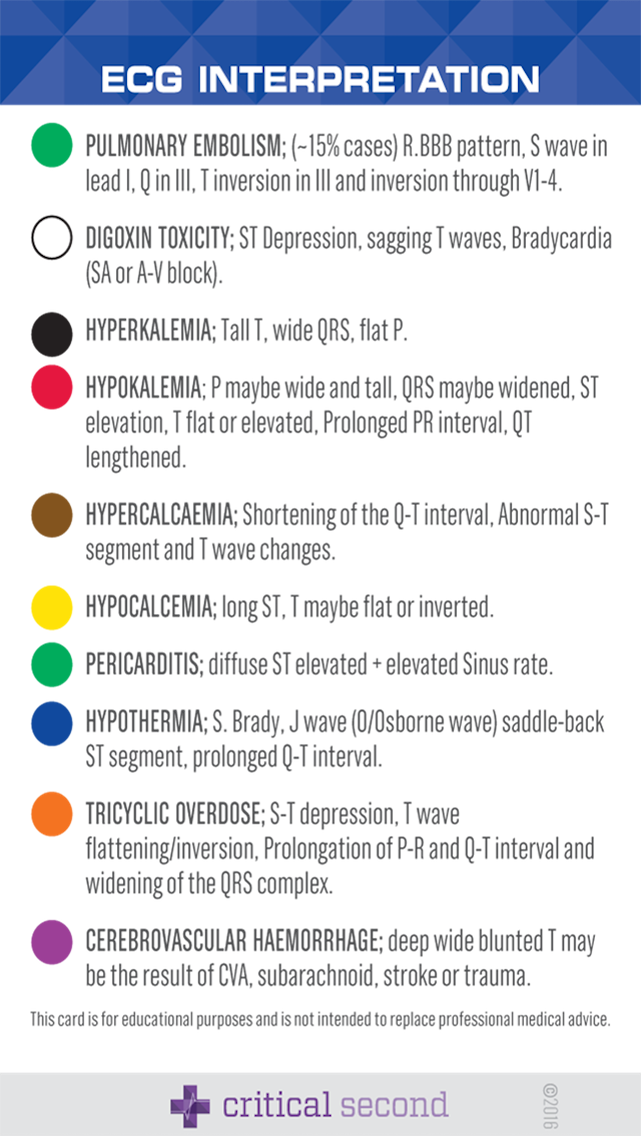 ECG INTERPRETATION
PULMONARY EMBOLISM; (~15% cases) R.BBB pattern, S wave in
lead I, Q in III, T inversion in III and inversion through V1-4.
DIGOXIN TOXICITY; ST Depression, sagging T waves, Bradycardia
(SA or A-V block).
HYPERKALEMIA; Tall T, wide QRS, flat P.
HYPOKALEMIA; P maybe wide and tall, QRS maybe widened, ST
elevation, T flat or elevated, Prolonged PR interval, QT
lengthened.
HYPERCALCAEMIA; Shortening of the Q-T interval, Abnormal S-T
segment and T wave changes.
HYPOCALCEMIA; long ST, T maybe flat or inverted.
PERICARDITIS; diffuse ST elevated + elevated Sinus rate.
HYPOTHERMIA; S. Brady, J wave (O/Osborne wave) saddle-back
ST segment, prolonged Q-T interval.
TRICYCLIC OVERDOSE; S-T depression, T wave
flattening/inversion, Prolongation of P-R and Q-T interval and
widening of the QRS complex.
CEREBROVASCULAR HAEMORRHAGE; deep wide blunted T may
be the result of CVA, subarachnoid, stroke or trauma.
This card is for educational purposes and is not intended to replace professional medical advice.
critical second
©2016